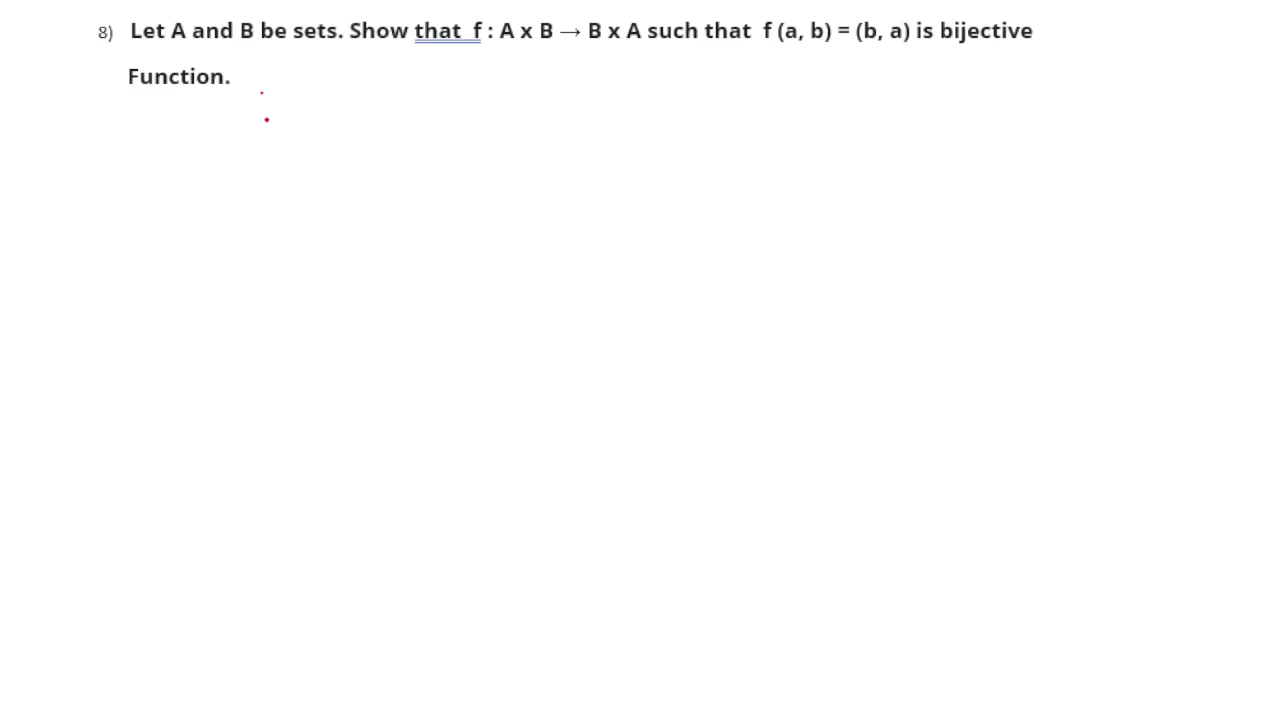 8) Let A and B be sets. Show that f : A x B → B x A such that f (a, b) = (b, a) is bijective
Function.